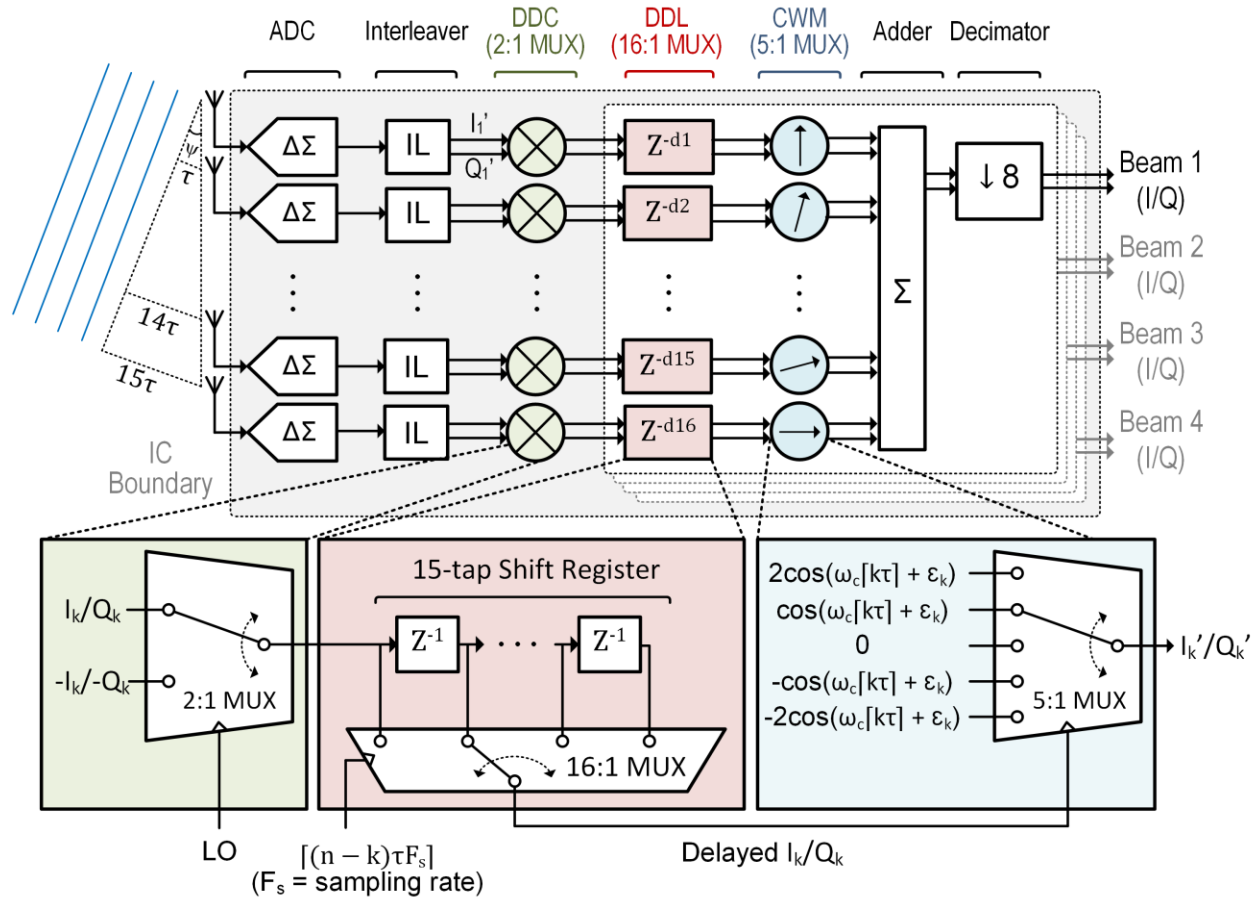 ADC
Interleaver
DDC
(2:1 MUX)
DDL
(16:1 MUX)
CWM
(5:1 MUX)
Adder
Decimator
ψ
τ
14τ
15τ
ΔΣ
IL
I₁'
Q₁'
Z⁻ᵈ¹
ΔΣ
IL
Z⁻ᵈ²
ΔΣ
IL
Z⁻ᵈ¹⁵
ΔΣ
IL
Z⁻ᵈ¹⁶
Σ
↓8
Beam 1
(I/Q)
Beam 2
(I/Q)
Beam 3
(I/Q)
Beam 4
(I/Q)
IC
Boundary
Iₖ/Qₖ
-Iₖ/-Qₖ
2:1 MUX
LO
15-tap Shift Register
Z⁻¹
Z⁻¹
16:1 MUX
⌈(n − k)τFₛ⌉
(Fₛ = sampling rate)
Delayed Iₖ/Qₖ
2cos(ω꜀⌈kτ⌉ + εₖ)
cos(ω꜀⌈kτ⌉ + εₖ)
0
-cos(ω꜀⌈kτ⌉ + εₖ)
-2cos(ω꜀⌈kτ⌉ + εₖ)
5:1 MUX
Iₖ'/Qₖ'